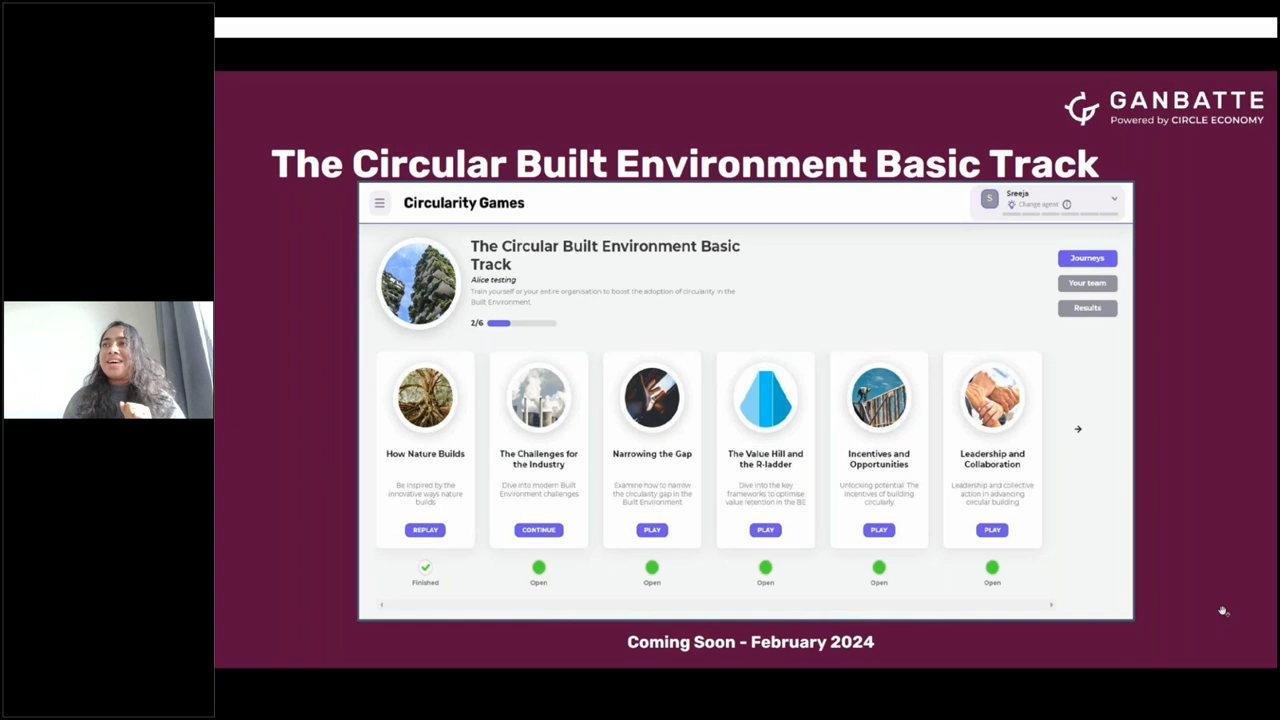 GANBATTE
Powered by CIRCLE ECONOMY
The Circular Built Environment Basic Track
Circularity Games
S
Sreeja
Change agent
The Circular Built Environment Basic
Track
Alice testing
Train yourself or your entire organisation to boost the adoption of circularity in the
Built Environment.
2/6
Journeys
Your team
Results
How Nature Builds
Be inspired by the
innovative ways nature
builds
REPLAY
Finished
The Challenges for
the Industry
Dive into modern Built
Environment challenges
CONTINUE
Open
Narrowing the Gap
Examine how to narrow
the circularity gap in the
Built Environment
PLAY
Open
The Value Hill and
the R-ladder
Dive into the key
frameworks to optimise
value retention in the BE
PLAY
Open
Incentives and
Opportunities
Unlocking potential: The
incentives of building
circularly
PLAY
Open
Leadership and
Collaboration
Leadership and collective
action in advancing
circular building
PLAY
Open
Coming Soon - February 2024